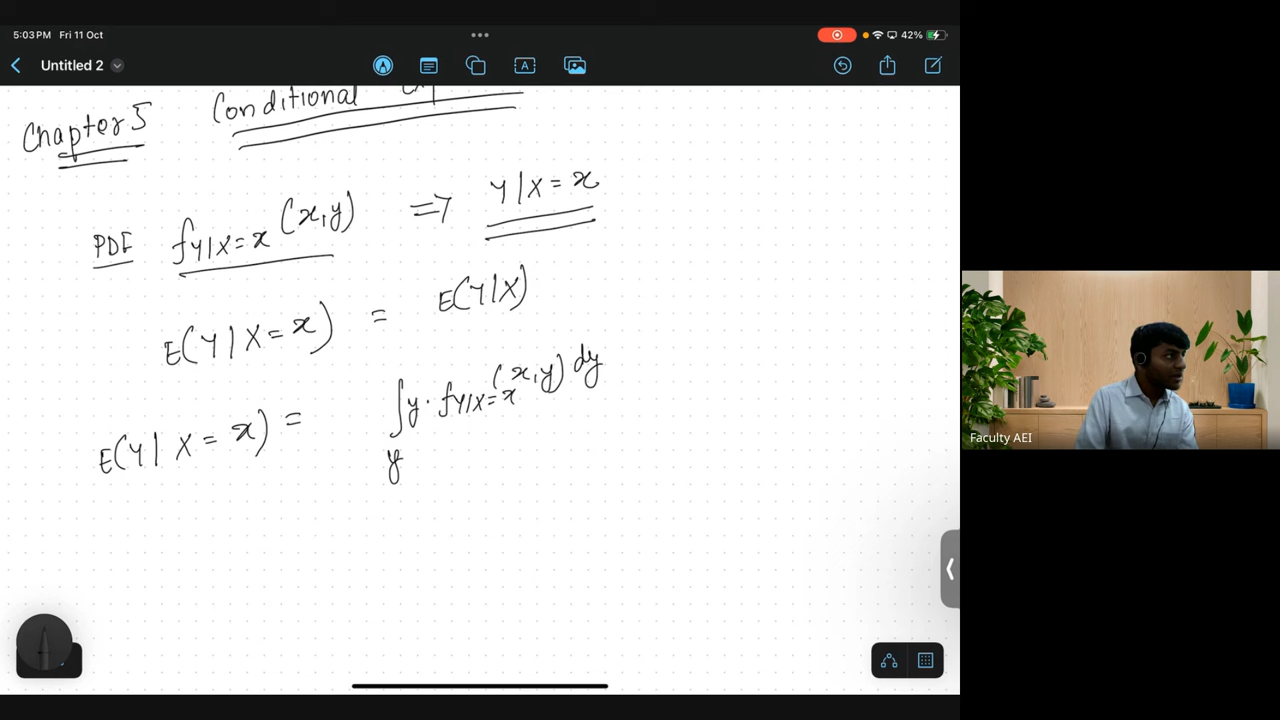 5:03 PM Fri 11 Oct
42%
Untitled 2
Chapter 5 Conditional
PDF f_{Y|X=x}(x,y) => Y|X=x
E(Y|X=x) = E(Y|X)
E(Y|X=x) = ∫_y y · f_{Y|X=x}(x,y) dy
Faculty AEI